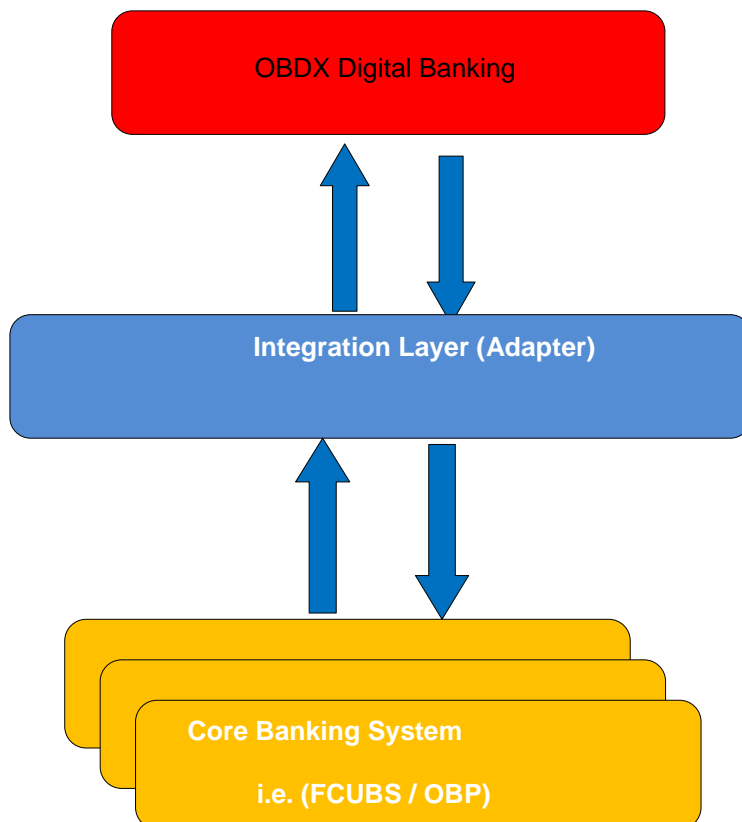 OBDX Digital Banking
Integration Layer (Adapter)
Core Banking System
i.e. (FCUBS / OBP)